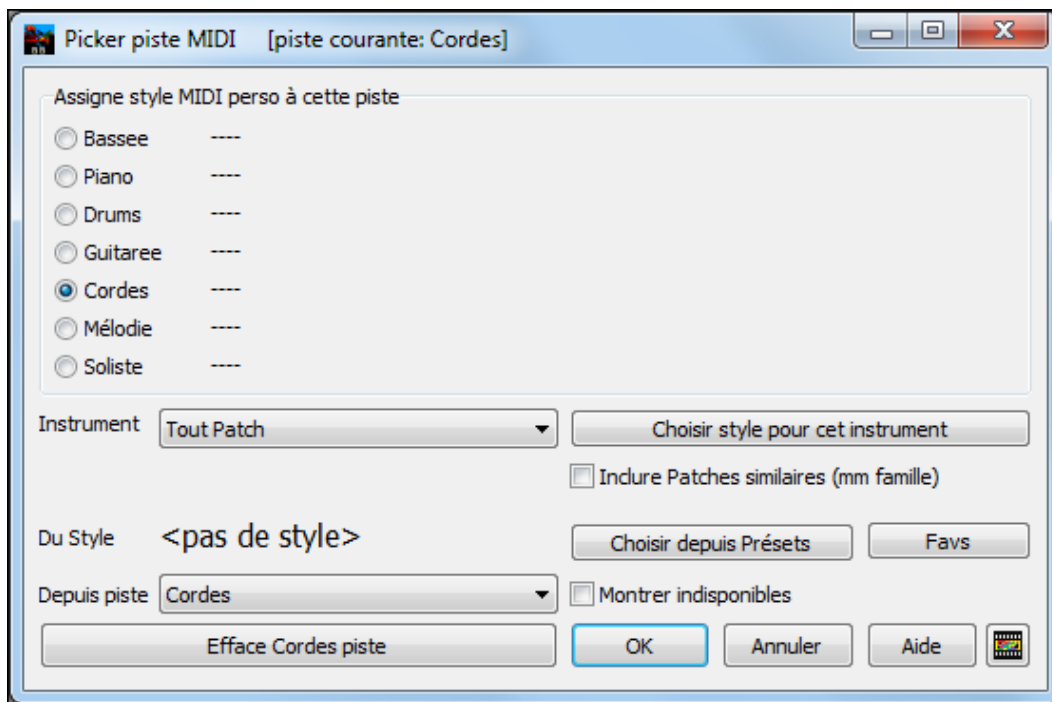 Picker piste MIDI [piste courante: Cordes]
Assigne style MIDI perso à cette piste
Bassee ----
Piano ----
Drums ----
Guitaree ----
Cordes ----
Mélodie ----
Soliste ----
Instrument Tout Patch Choisir style pour cet instrument
Inclure Patches similaires (mm famille)
Du Style <pas de style> Choisir depuis Présets Favs
Depuis piste Cordes Montrer indisponibles
Efface Cordes piste OK Annuler Aide